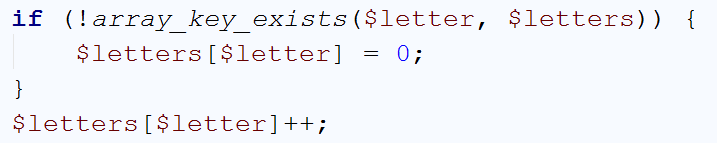 if (!array_key_exists($letter, $letters)) {
    $letters[$letter] = 0;
}
$letters[$letter]++;